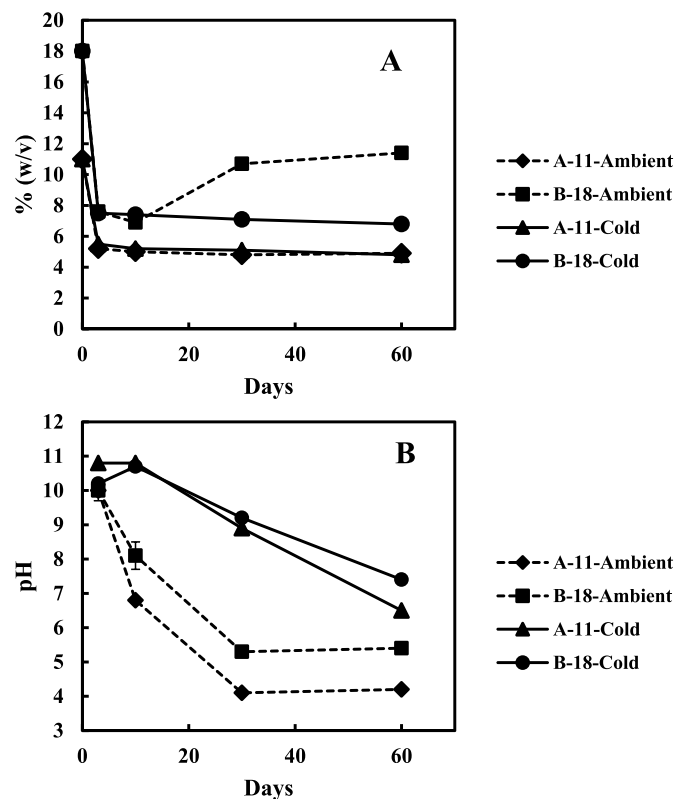 20
18
16
14
12
10
8
6
4
2
0
% (w/v)
A
0 20 40 60
Days
A-11-Ambient
B-18-Ambient
A-11-Cold
B-18-Cold
12
11
10
9
8
7
6
5
4
3
pH
B
0 20 40 60
Days
A-11-Ambient
B-18-Ambient
A-11-Cold
B-18-Cold